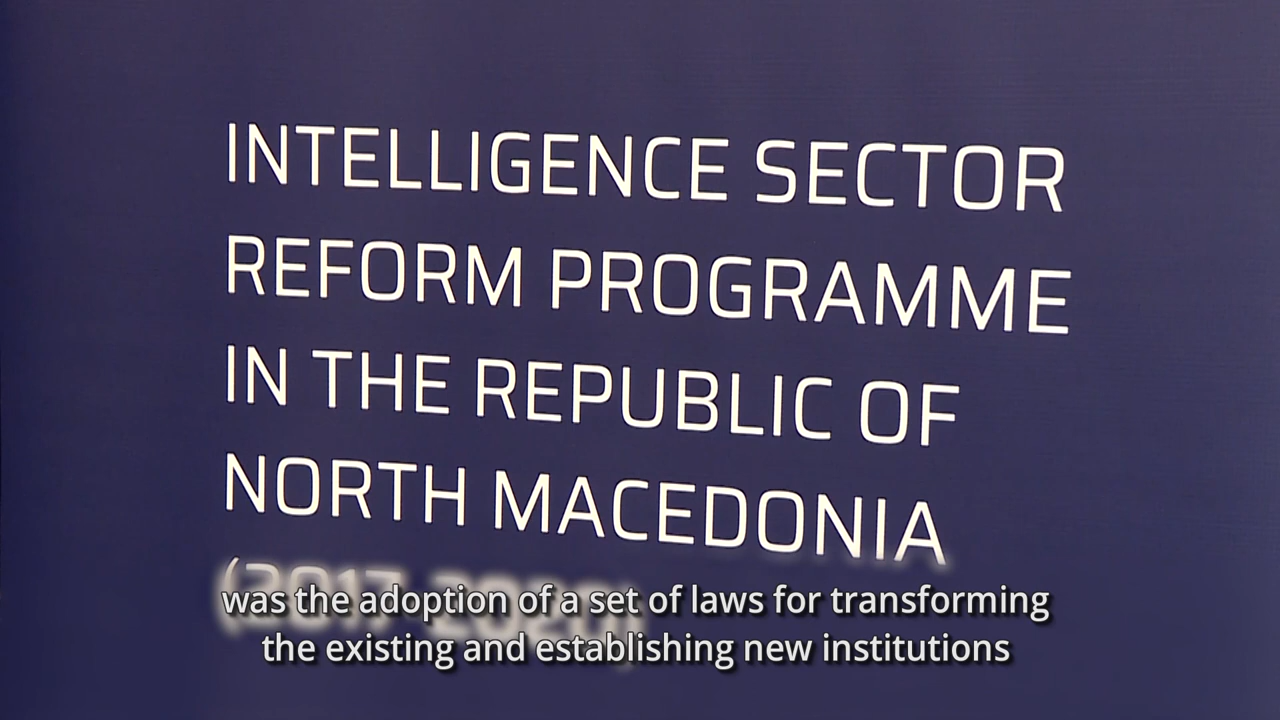 INTELLIGENCE SECTOR
REFORM PROGRAMME
IN THE REPUBLIC OF
NORTH MACEDONIA
was the adoption of a set of laws for transforming
the existing and establishing new institutions